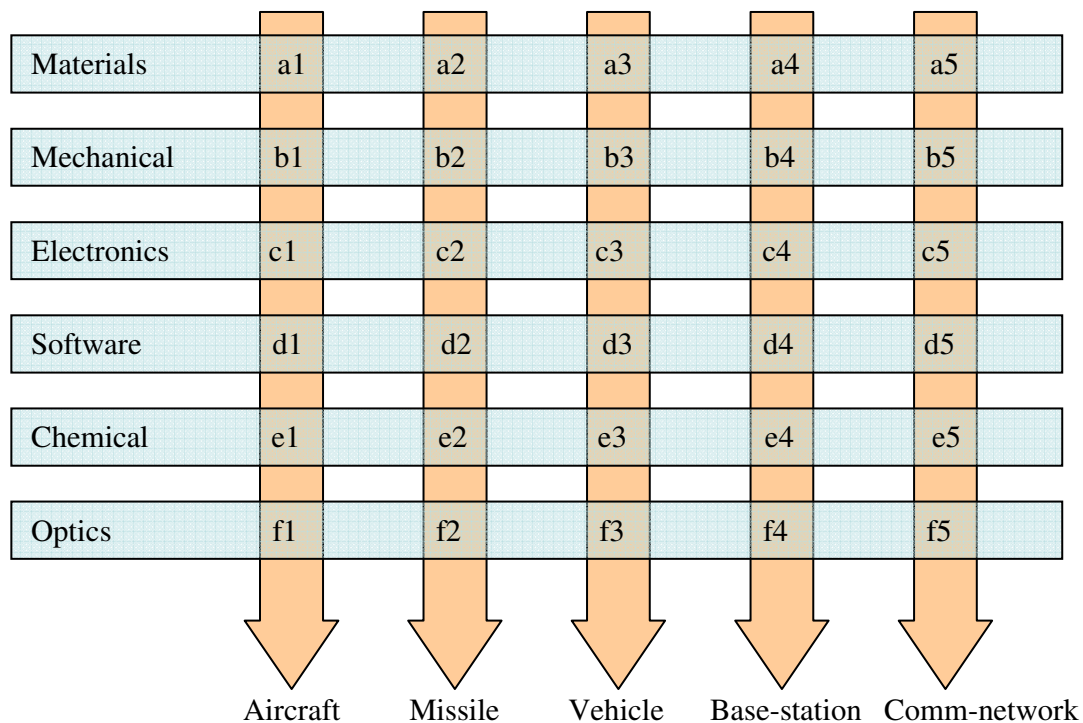 Materials a1 a2 a3 a4 a5
Mechanical b1 b2 b3 b4 b5
Electronics c1 c2 c3 c4 c5
Software d1 d2 d3 d4 d5
Chemical e1 e2 e3 e4 e5
Optics f1 f2 f3 f4 f5
Aircraft Missile Vehicle Base-station Comm-network